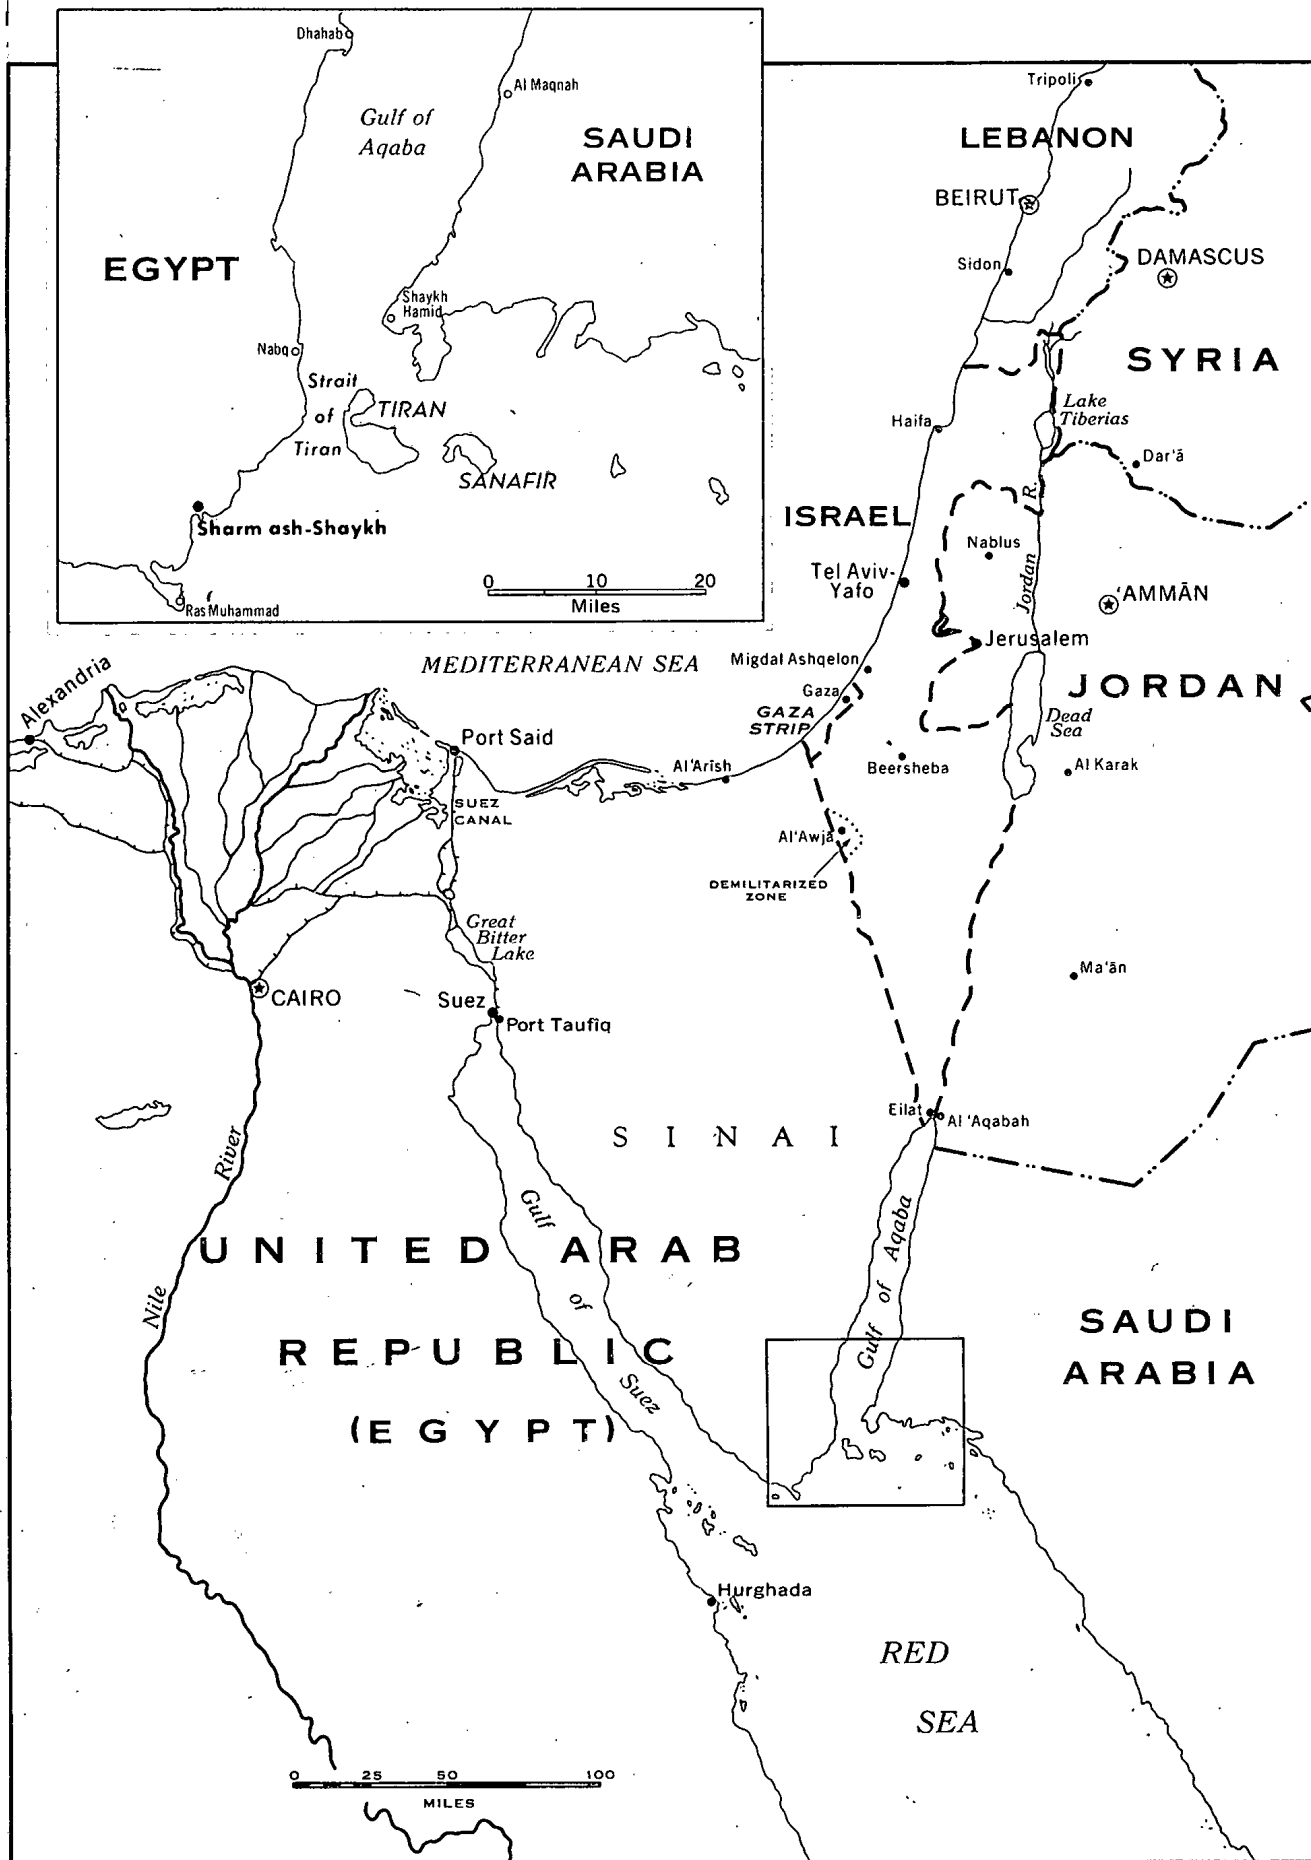 Dhahab
Al Maqnah
Gulf of
Aqaba
SAUDI
ARABIA
EGYPT
Shaykh
Hamid
Nabq
Strait
of
Tiran
TIRAN
SANAFIR
Sharm ash-Shaykh
0 10 20
Miles
Ras Muhammad
Tripoli
LEBANON
BEIRUT
DAMASCUS
Sidon
SYRIA
Lake
Tiberias
Haifa
Dar'ā
ISRAEL
Nablus
Jordan R.
Tel Aviv-
Yafo
'AMMĀN
Jerusalem
MEDITERRANEAN SEA
Migdal Ashqelon
Gaza
GAZA
STRIP
JORDAN
Dead
Sea
Alexandria
Port Said
Al 'Arīsh
Beersheba
Al Karak
SUEZ
CANAL
Al 'Awjā
DEMILITARIZED
ZONE
Great
Bitter
Lake
CAIRO
Suez
Port Taufīq
Ma'ān
Eilat
Al 'Aqabah
SINAI
Nile River
Gulf of Suez
Gulf of Aqaba
UNITED ARAB
REPUBLIC
(EGYPT)
SAUDI
ARABIA
Hurghada
RED
SEA
0 25 50 100
MILES